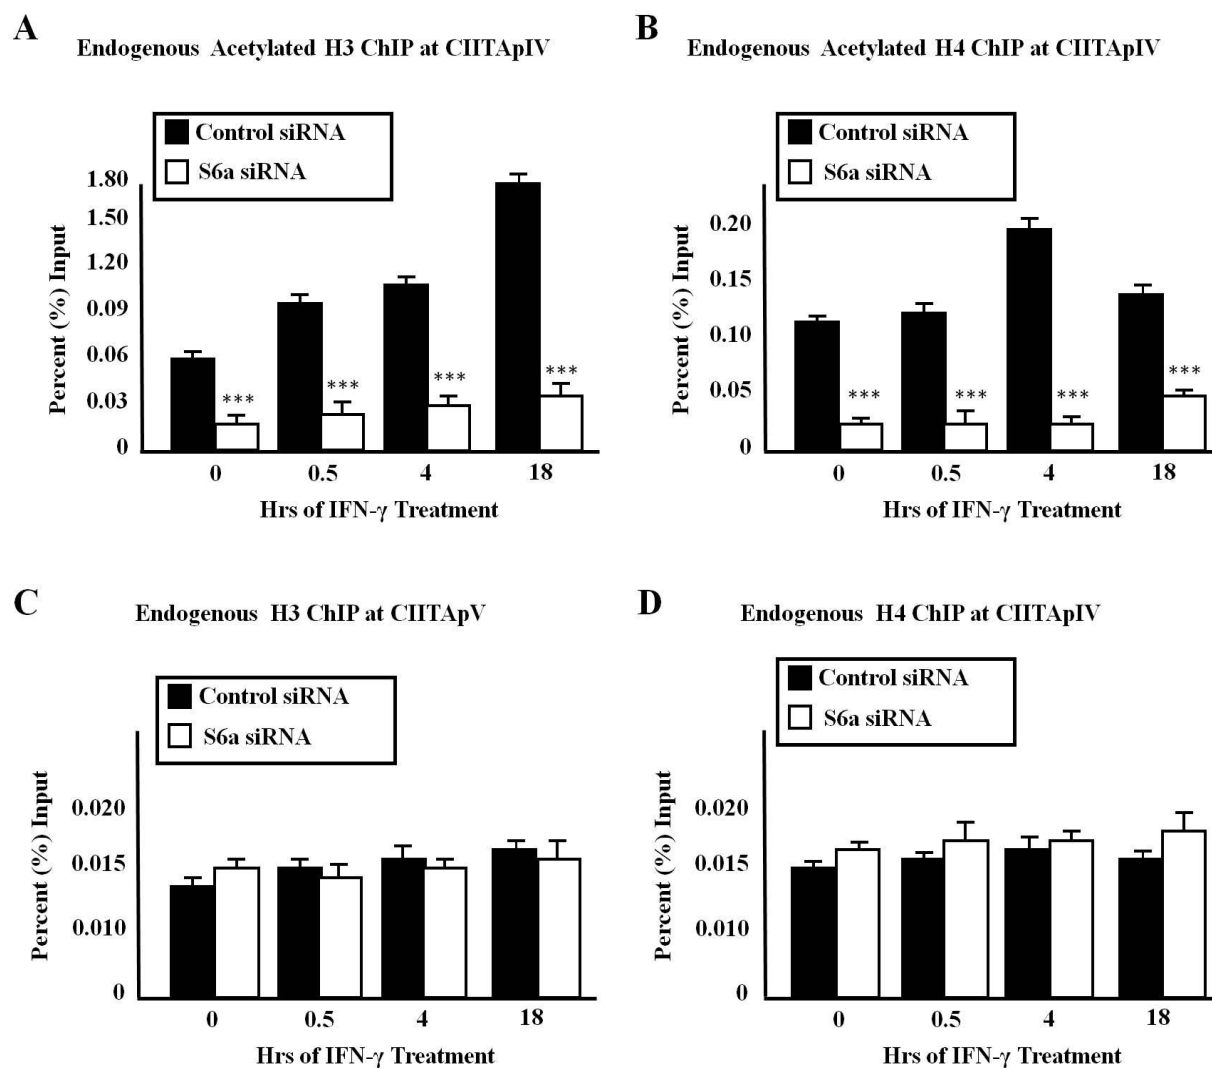 A
Endogenous Acetylated H3 ChIP at CIITApIV
Control siRNA
S6a siRNA
Percent (%) Input
1.80
1.50
1.20
0.09
0.06
0.03
0
***
***
***
***
0
0.5
4
18
Hrs of IFN-γ Treatment
B
Endogenous Acetylated H4 ChIP at CIITApIV
Control siRNA
S6a siRNA
Percent (%) Input
0.20
0.15
0.10
0.05
0
***
***
***
***
0
0.5
4
18
Hrs of IFN-γ Treatment
C
Endogenous H3 ChIP at CIITApV
Control siRNA
S6a siRNA
Percent (%) Input
0.020
0.015
0.010
0
0
0.5
4
18
Hrs of IFN-γ Treatment
D
Endogenous H4 ChIP at CIITApIV
Control siRNA
S6a siRNA
Percent (%) Input
0.020
0.015
0.010
0
0
0.5
4
18
Hrs of IFN-γ Treatment